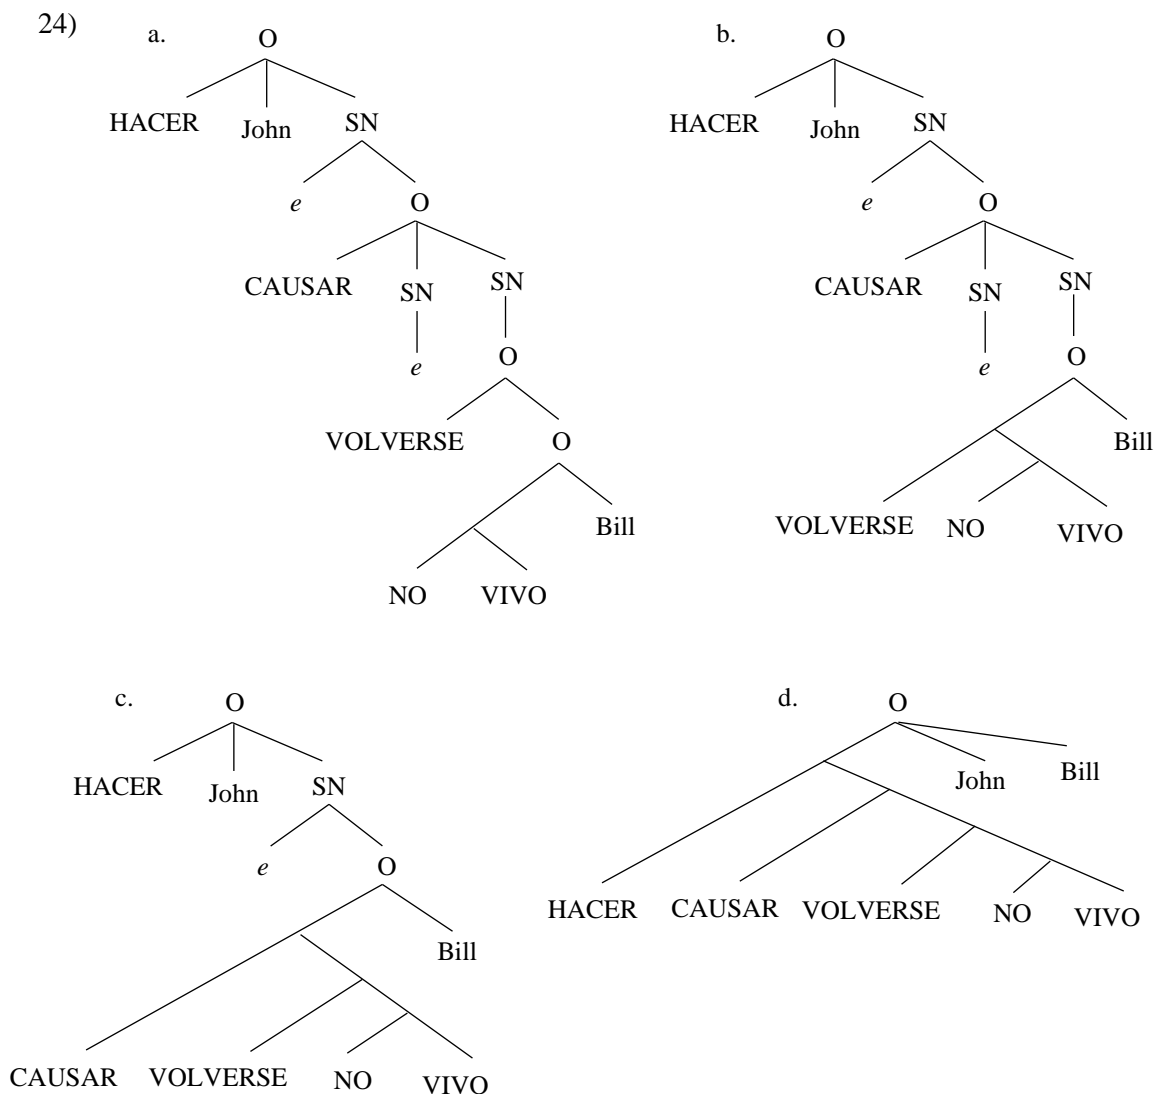 24)
a.
O
HACER John SN
e O
CAUSAR SN SN
e O
VOLVERSE O
NO VIVO Bill
b.
O
HACER John SN
e O
CAUSAR SN SN
e O
VOLVERSE NO VIVO Bill
c.
O
HACER John SN
e O
CAUSAR VOLVERSE NO VIVO Bill
d.
O
HACER CAUSAR VOLVERSE NO VIVO John Bill